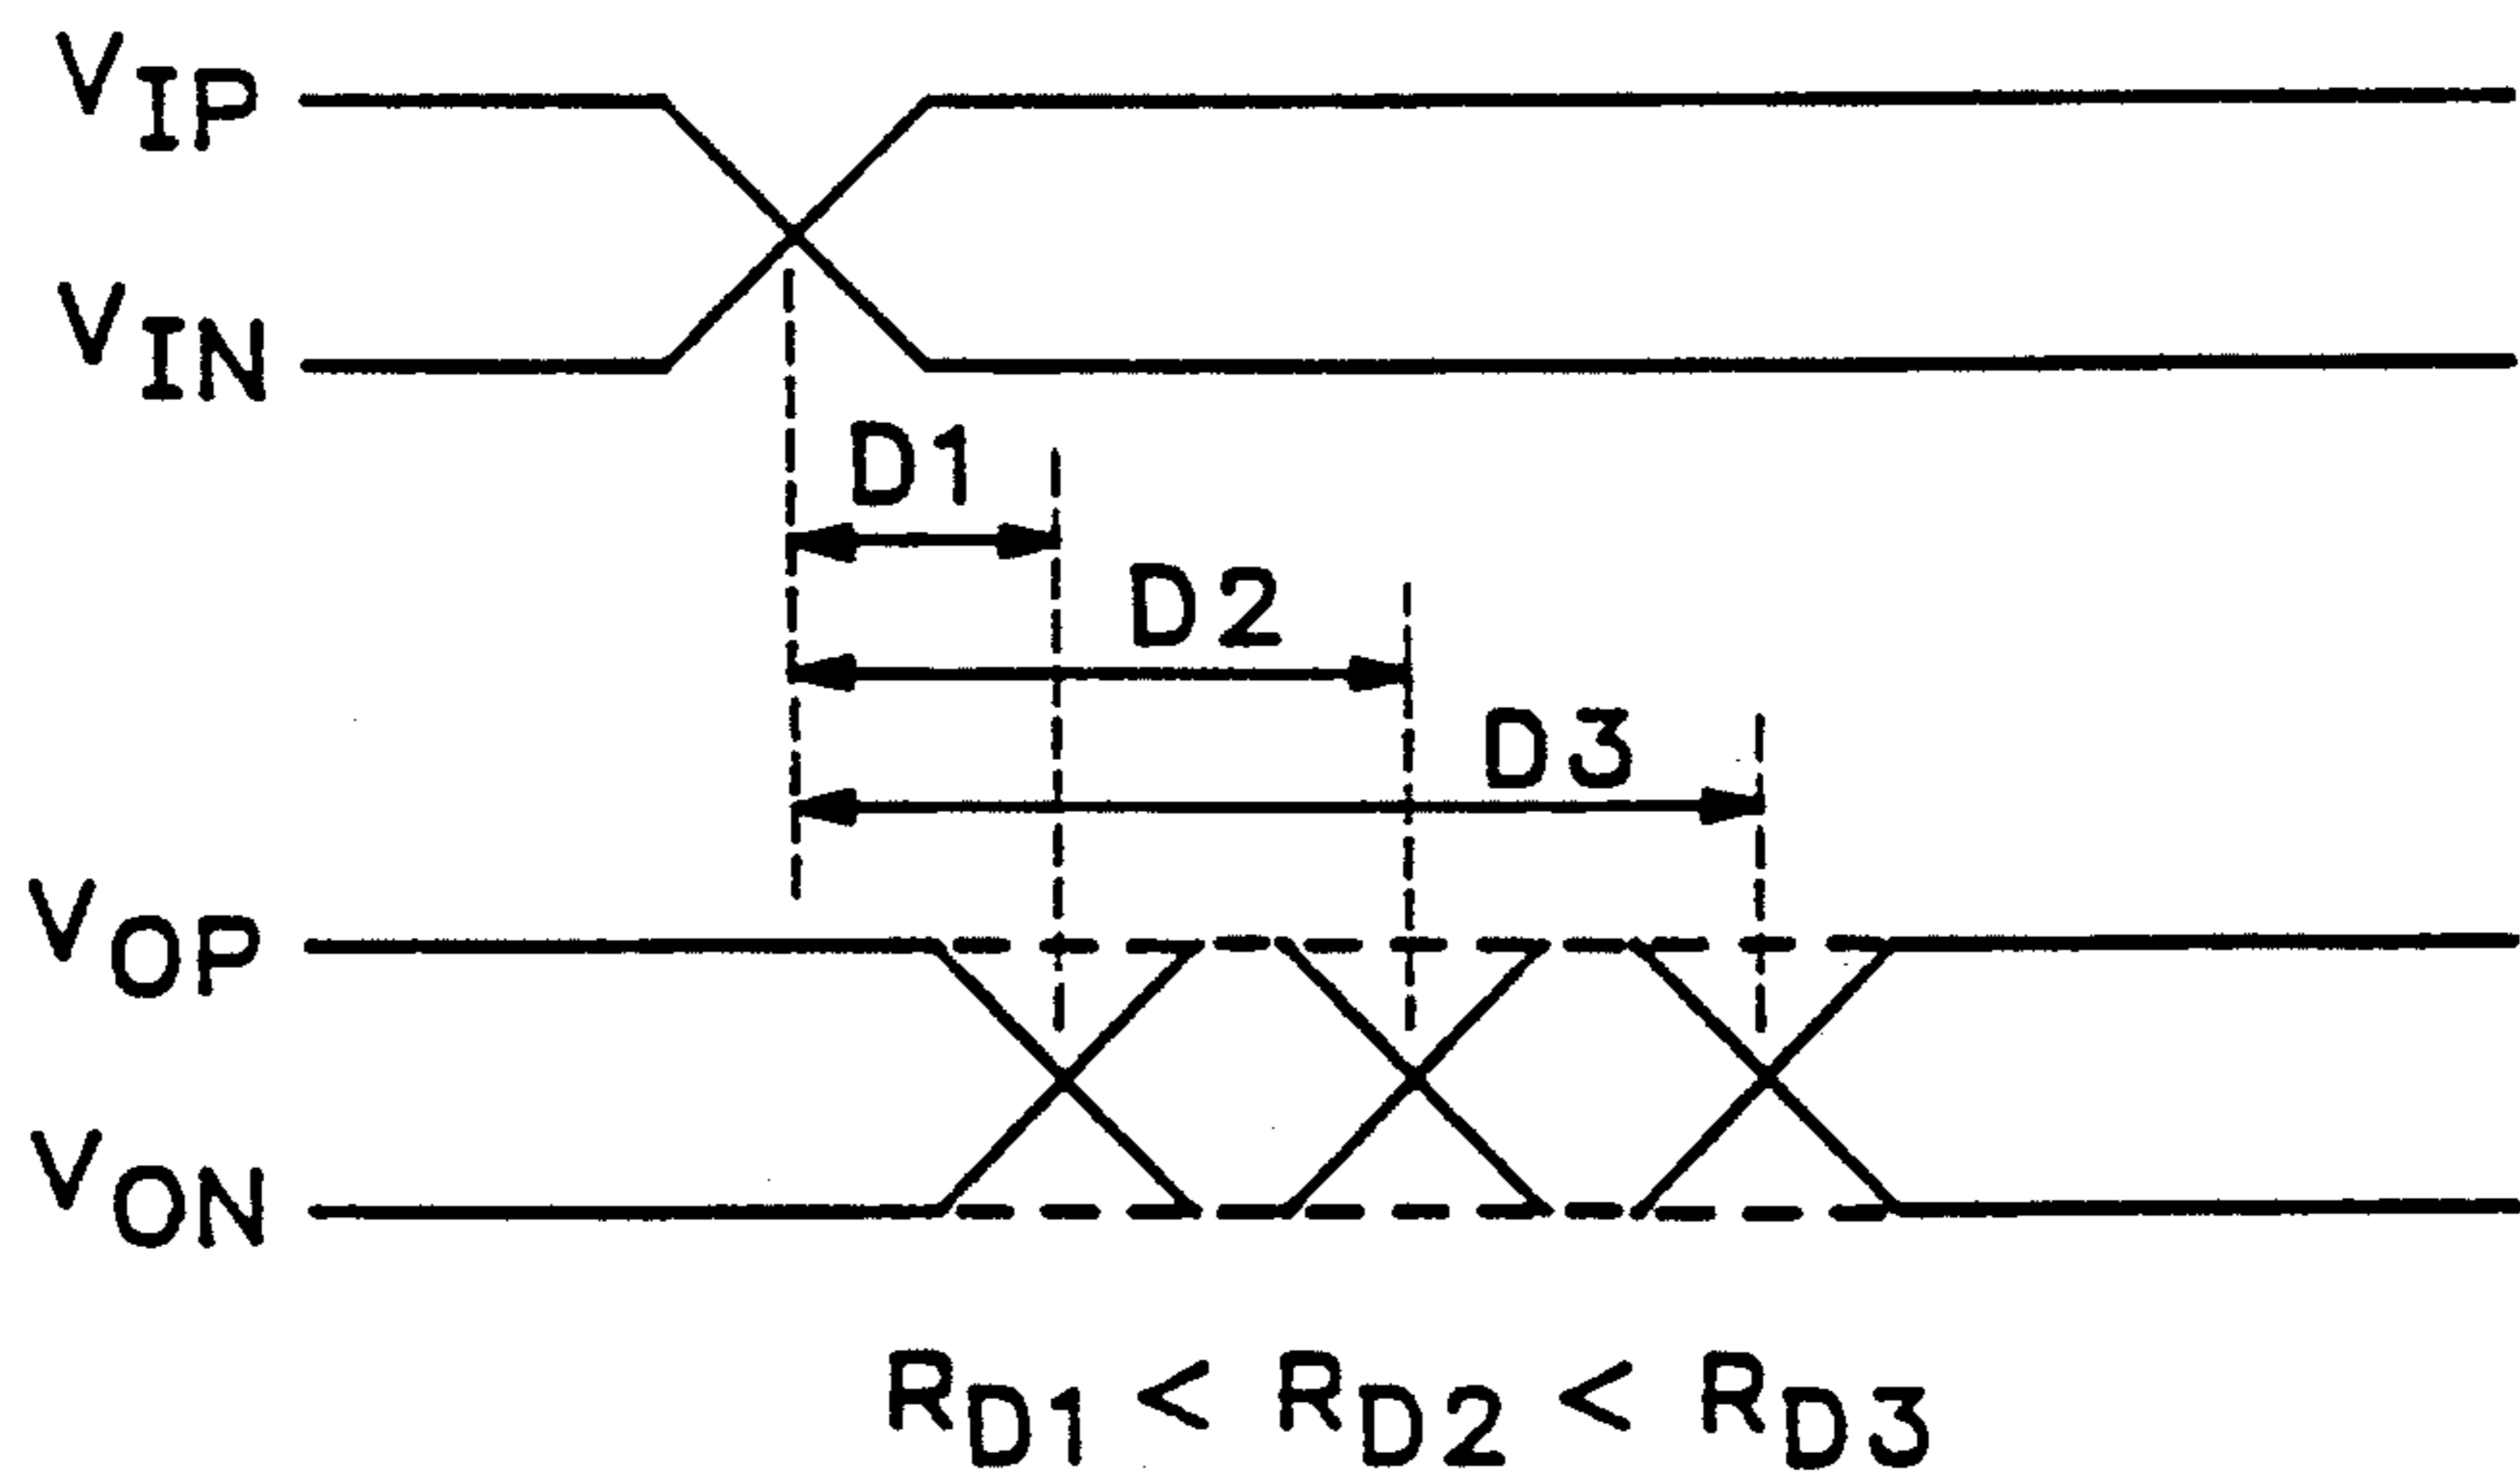 VIP
VIN
D1
D2
D3
VOP
VON
RD1 < RD2 < RD3